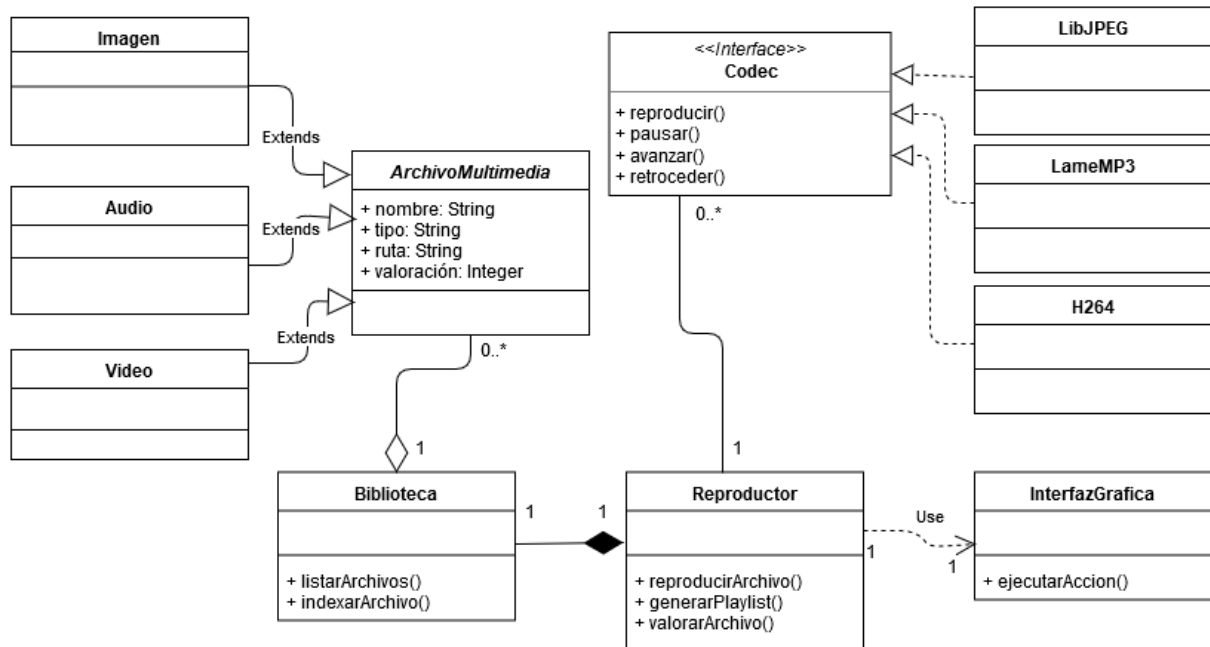 Imagen
Extends
Audio
Extends
Video
Extends
ArchivoMultimedia
+ nombre: String
+ tipo: String
+ ruta: String
+ valoración: Integer
0..*
1
<<Interface>>
Codec
+ reproducir()
+ pausar()
+ avanzar()
+ retroceder()
0..*
1
LibJPEG
LameMP3
H264
Biblioteca
+ listarArchivos()
+ indexarArchivo()
1
1
Reproductor
+ reproducirArchivo()
+ generarPlaylist()
+ valorarArchivo()
Use
1
1
InterfazGrafica
+ ejecutarAccion()